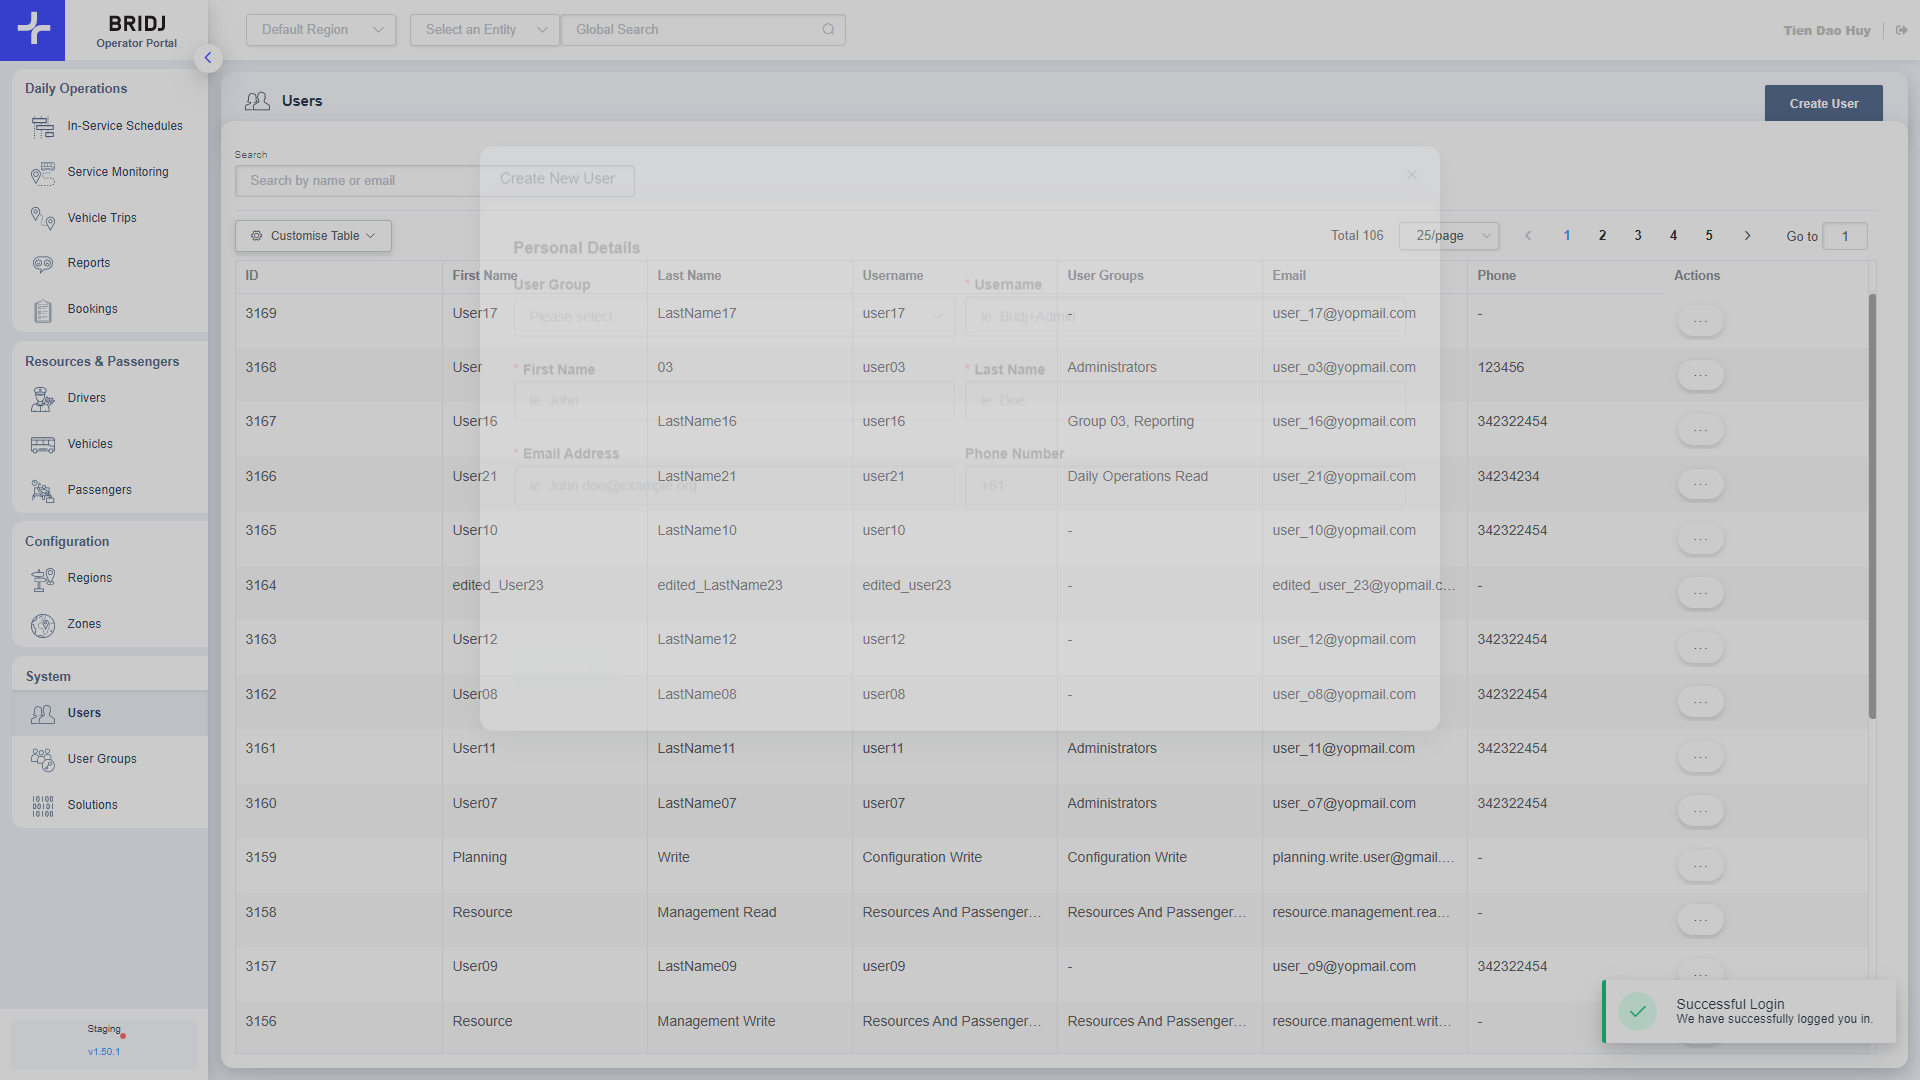 BRIDJ
Operator Portal
Default Region
Select an Entity
Global Search
Tien Dao Huy
Daily Operations
In-Service Schedules
Service Monitoring
Vehicle Trips
Reports
Bookings
Resources & Passengers
Drivers
Vehicles
Passengers
Configuration
Regions
Zones
System
Users
User Groups
Solutions
10100
00101
10100
Staging
v1.50.1
Users
Create User
Search
Search by name or email
Create New User
Customise Table
Total 106
25/page
1 2 3 4 5
Go to 1
Personal Details
User Group
Please select
* Username
ie. Bridj+Admin
* First Name
ie. John
* Last Name
ie. Doe
* Email Address
ie. John.doe@example.org
Phone Number
+61
ID First Name Last Name Username User Groups Email Phone Actions
3169 User17 LastName17 user17 - user_17@yopmail.com - ...
3168 User 03 user03 Administrators user_o3@yopmail.com 123456 ...
3167 User16 LastName16 user16 Group 03, Reporting user_16@yopmail.com 342322454 ...
3166 User21 LastName21 user21 Daily Operations Read user_21@yopmail.com 34234234 ...
3165 User10 LastName10 user10 - user_10@yopmail.com 342322454 ...
3164 edited_User23 edited_LastName23 edited_user23 - edited_user_23@yopmail.c... - ...
3163 User12 LastName12 user12 - user_12@yopmail.com 342322454 ...
3162 User08 LastName08 user08 - user_o8@yopmail.com 342322454 ...
3161 User11 LastName11 user11 Administrators user_11@yopmail.com 342322454 ...
3160 User07 LastName07 user07 Administrators user_o7@yopmail.com 342322454 ...
3159 Planning Write Configuration Write Configuration Write planning.write.user@gmail.... - ...
3158 Resource Management Read Resources And Passenger... Resources And Passenger... resource.management.rea... - ...
3157 User09 LastName09 user09 - user_o9@yopmail.com 342322454 ...
3156 Resource Management Write Resources And Passenger... Resources And Passenger... resource.management.writ... -
Successful Login
We have successfully logged you in.